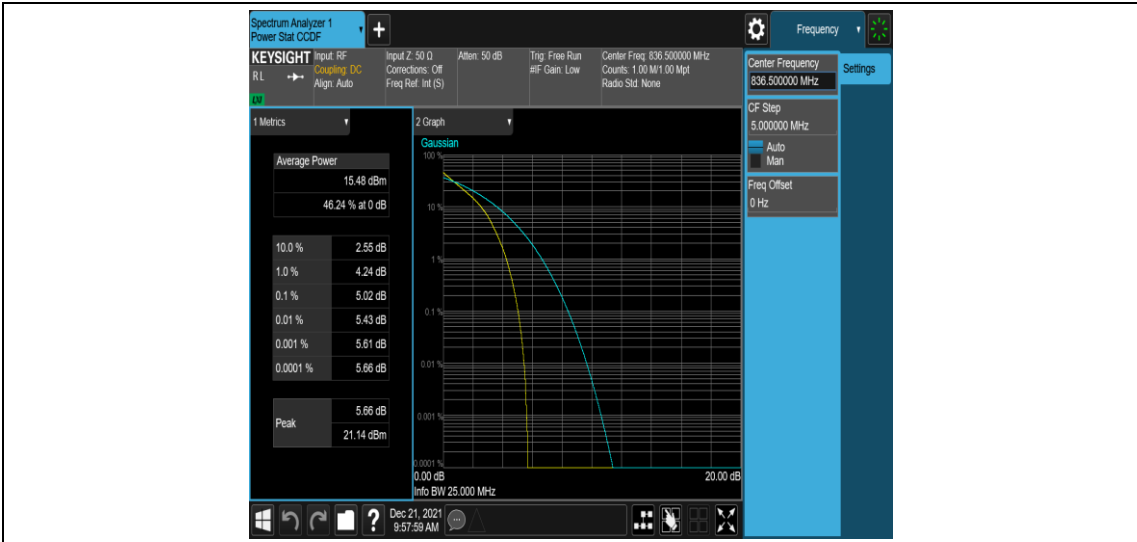 Spectrum Analyzer 1
Power Stat CCDF
+
Frequency
KEYSIGHT
R L
LXI
Input: RF
Coupling: DC
Align: Auto
Input Z: 50 Ω
Corrections: Off
Freq Ref: Int (S)
Atten: 50 dB
Trig: Free Run
#IF Gain: Low
Center Freq: 836.500000 MHz
Counts: 1.00 M/1.00 Mpt
Radio Std: None
Center Frequency
836.500000 MHz
Settings
CF Step
5.000000 MHz
Auto
Man
Freq Offset
0 Hz
1 Metrics
Average Power
15.48 dBm
46.24 % at 0 dB
10.0 % 2.55 dB
1.0 % 4.24 dB
0.1 % 5.02 dB
0.01 % 5.43 dB
0.001 % 5.61 dB
0.0001 % 5.66 dB
Peak
5.66 dB
21.14 dBm
2 Graph
Gaussian
100 %
10 %
1 %
0.1 %
0.01 %
0.001 %
0.0001 %
0.00 dB 20.00 dB
Info BW 25.000 MHz
?
Dec 21, 2021
9:57:59 AM